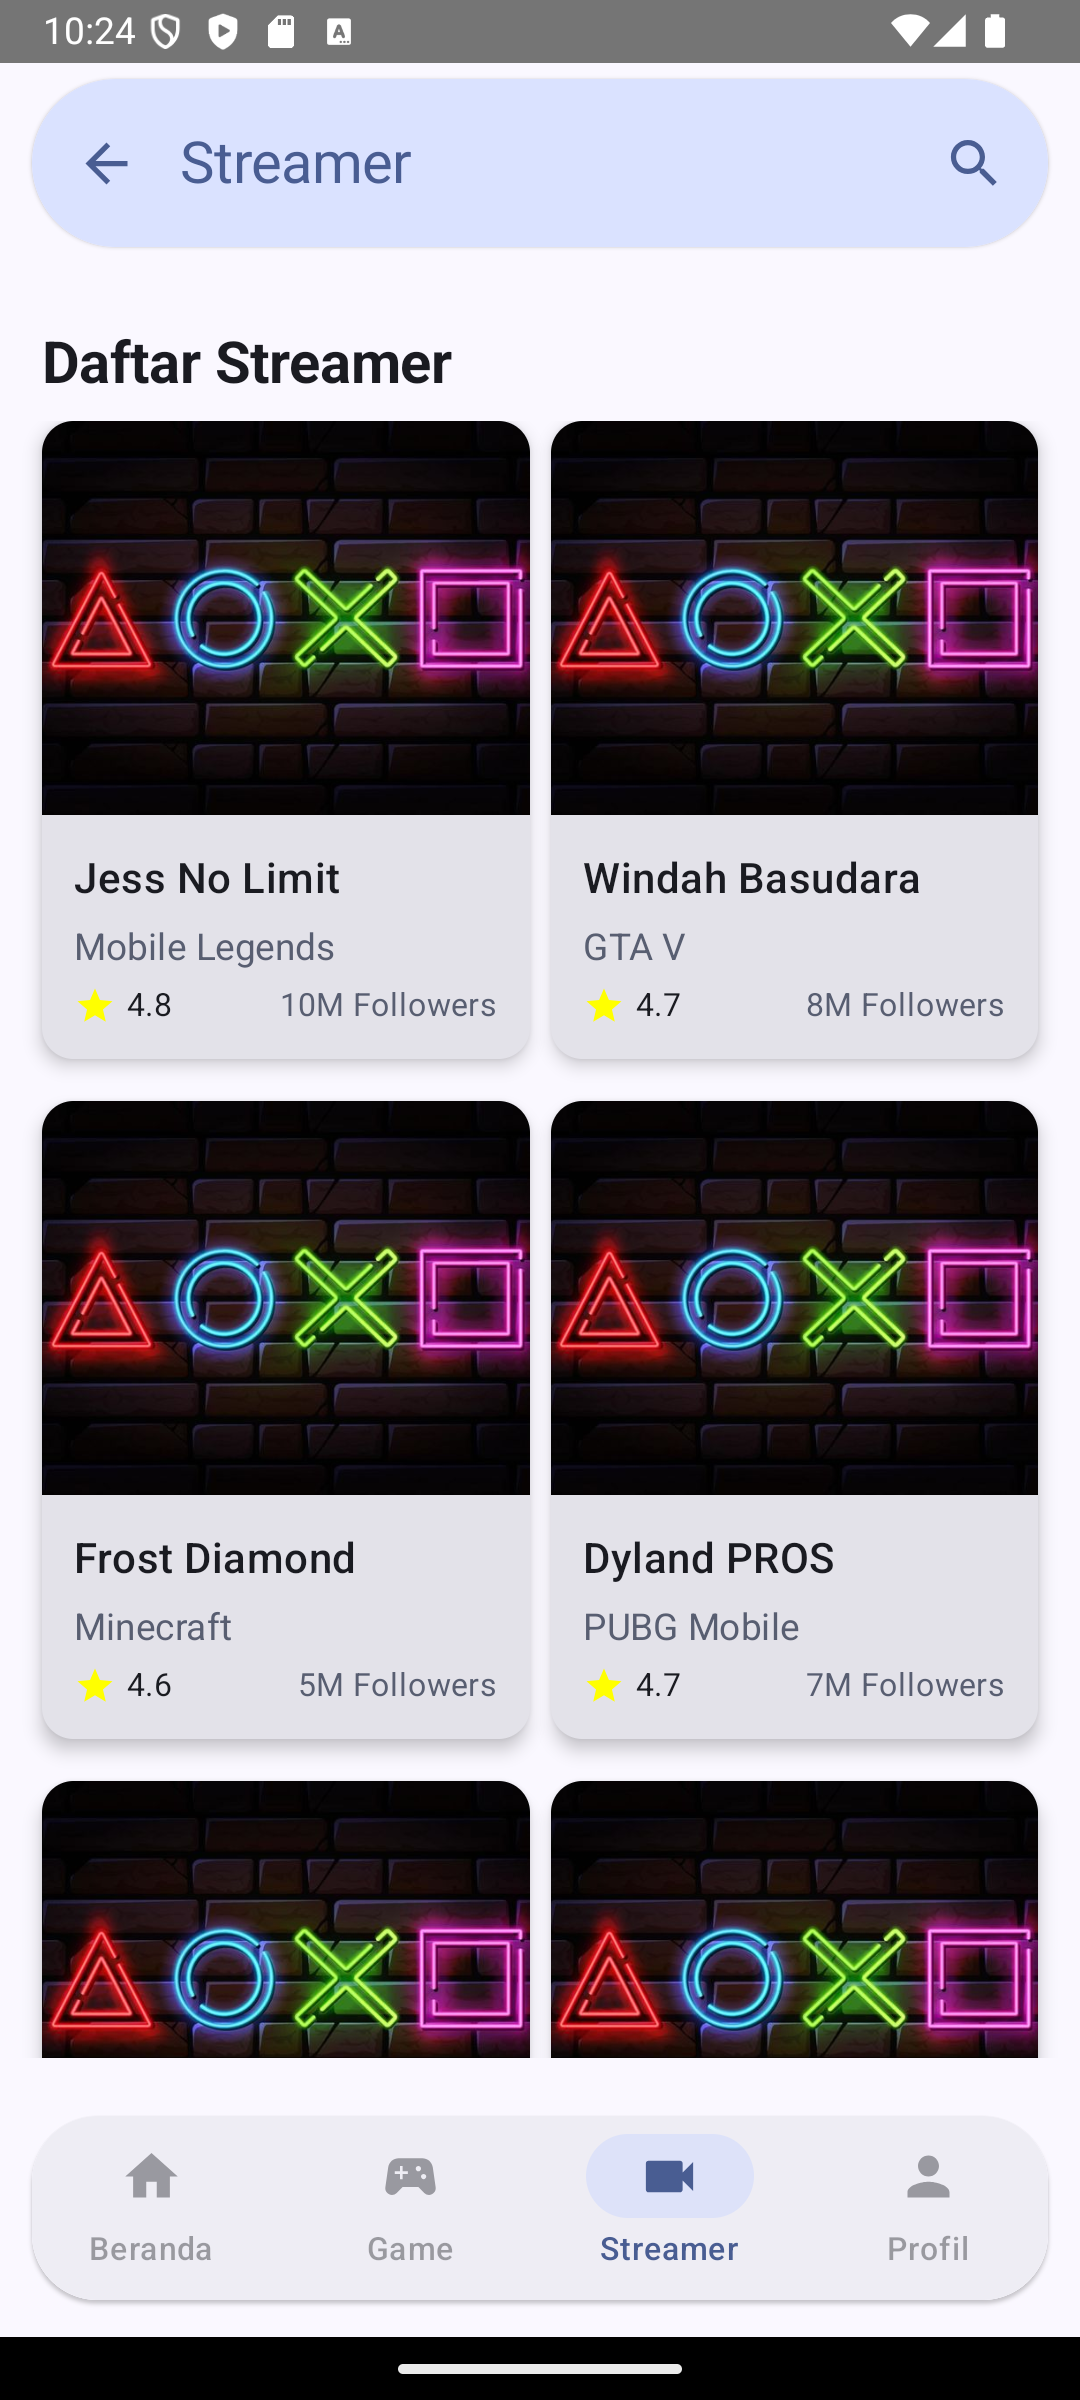 10:24
Streamer
Daftar Streamer
Jess No Limit
Mobile Legends
4.8 10M Followers
Windah Basudara
GTA V
4.7 8M Followers
Frost Diamond
Minecraft
4.6 5M Followers
Dyland PROS
PUBG Mobile
4.7 7M Followers
Beranda
Game
Streamer
Profil